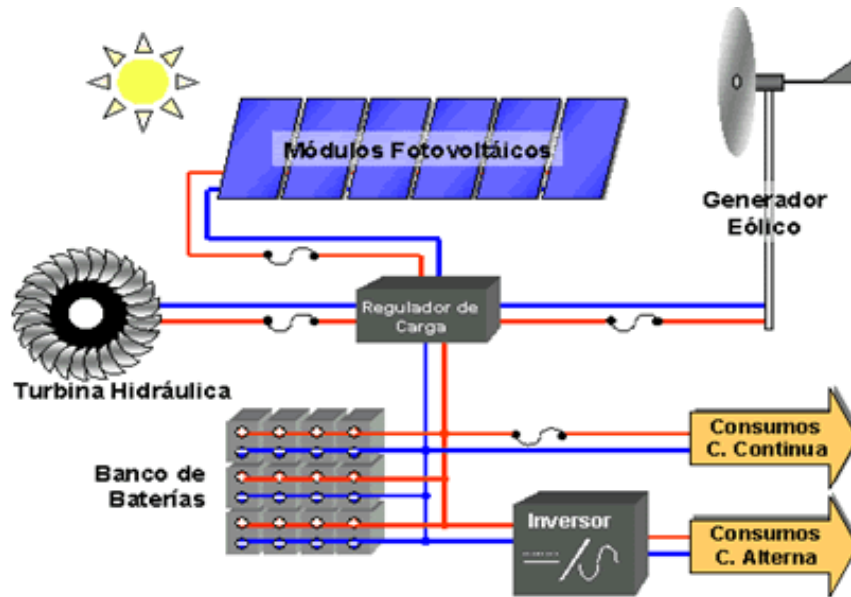 Módulos Fotovoltáicos
Generador
Eólico
Regulador de
Carga
Turbina Hidráulica
Consumos
C. Continua
Banco de
Baterías
Inversor
Consumos
C. Alterna